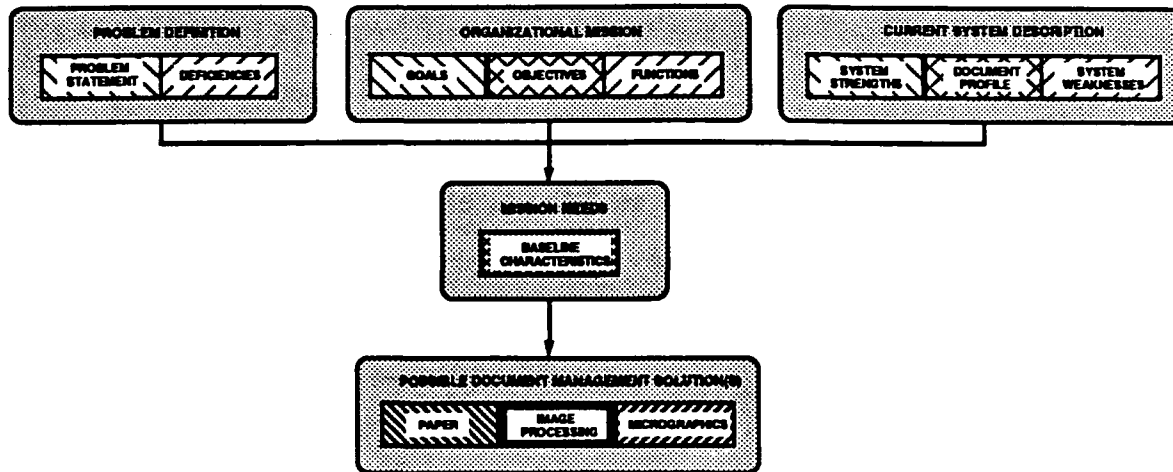 PROBLEM DEFINITION
PROBLEM
STATEMENT
DEFICIENCIES
ORGANIZATIONAL MISSION
GOALS
OBJECTIVES
FUNCTIONS
CURRENT SYSTEM DESCRIPTION
SYSTEM
STRENGTHS
DOCUMENT
PROFILE
SYSTEM
WEAKNESSES
MISSION NEEDS
BASELINE
CHARACTERISTICS
POSSIBLE DOCUMENT MANAGEMENT SOLUTION(S)
PAPER
IMAGE
PROCESSING
MICROGRAPHICS